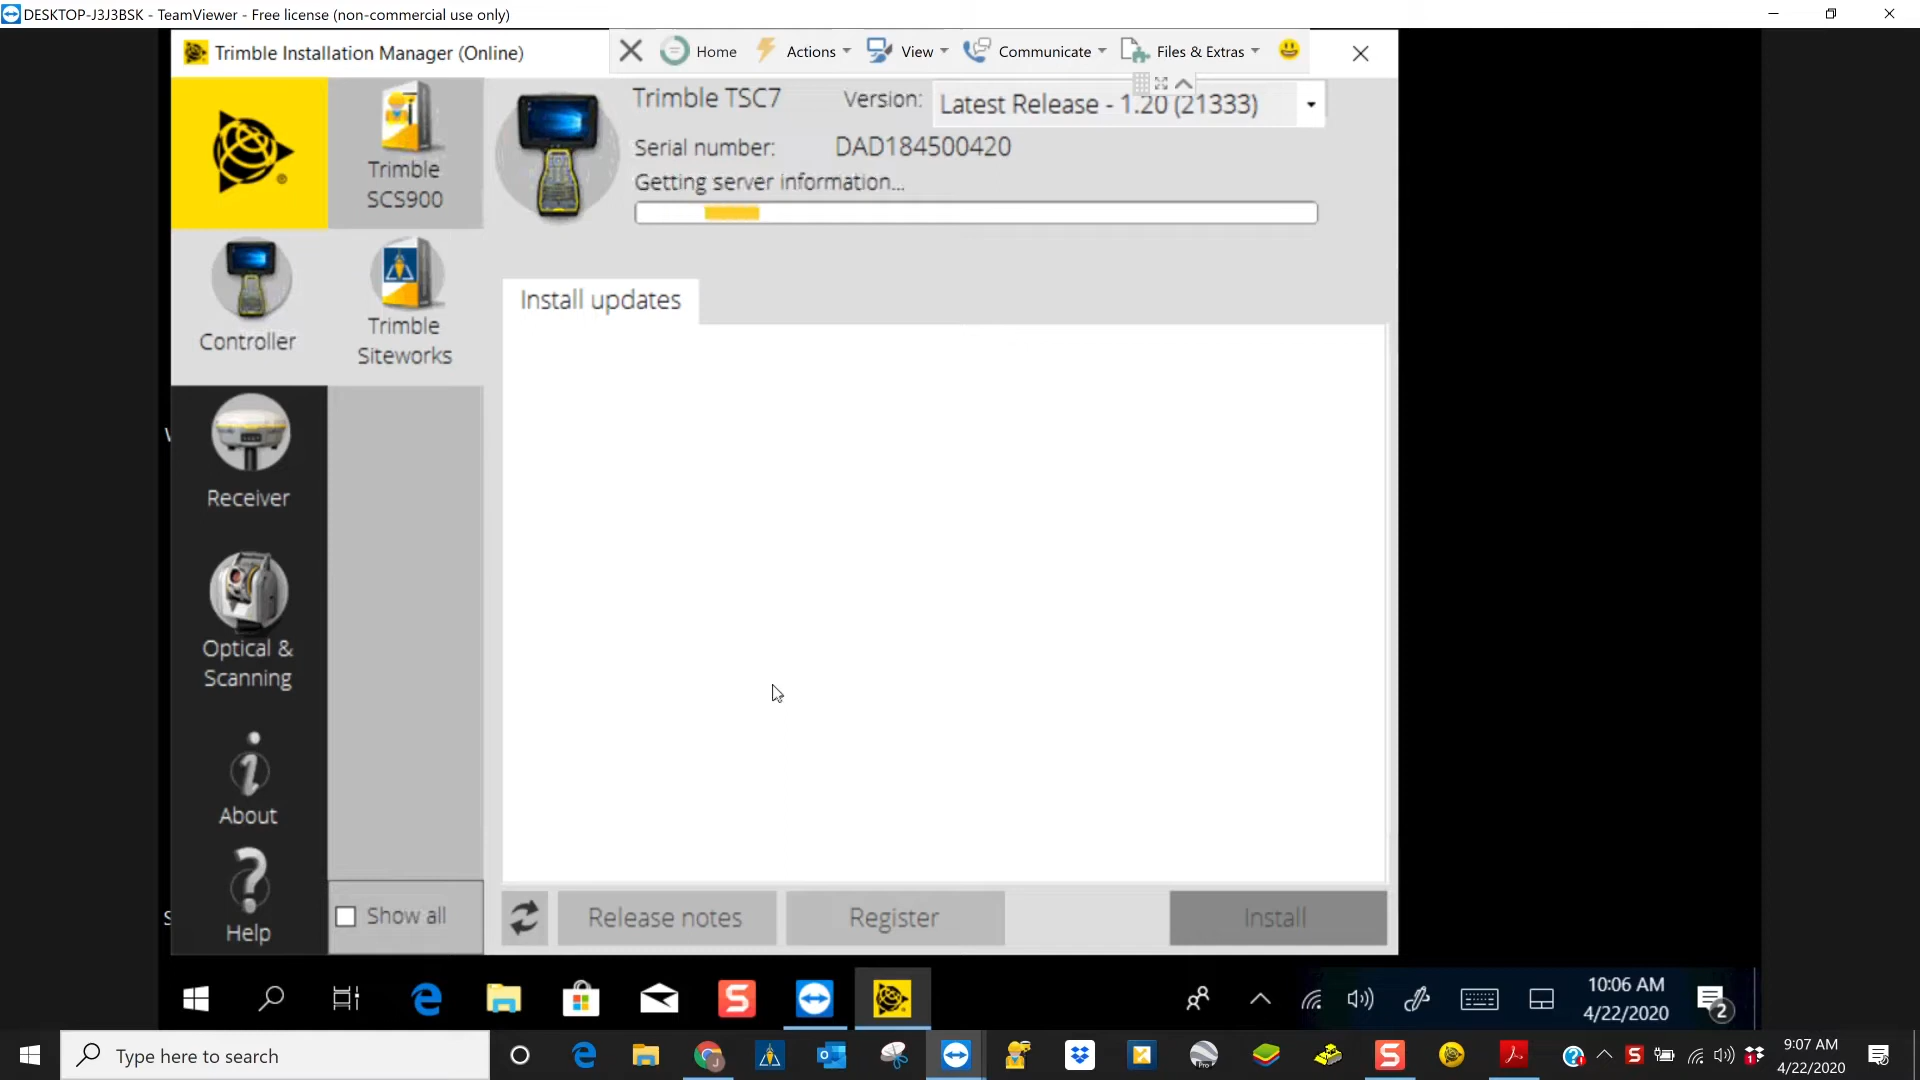 DESKTOP-J3J3BSK - TeamViewer - Free license (non-commercial use only)
Trimble Installation Manager (Online)
Home
Actions
View
Communicate
Files & Extras
Trimble
SCS900
Trimble TSC7
Version:
Latest Release - 1.20 (21333)
Serial number:
DAD184500420
Getting server information...
Controller
Trimble
Siteworks
Install updates
Receiver
Optical &
Scanning
About
Help
Show all
Release notes
Register
Install
10:06 AM
4/22/2020
2
Type here to search
9:07 AM
4/22/2020